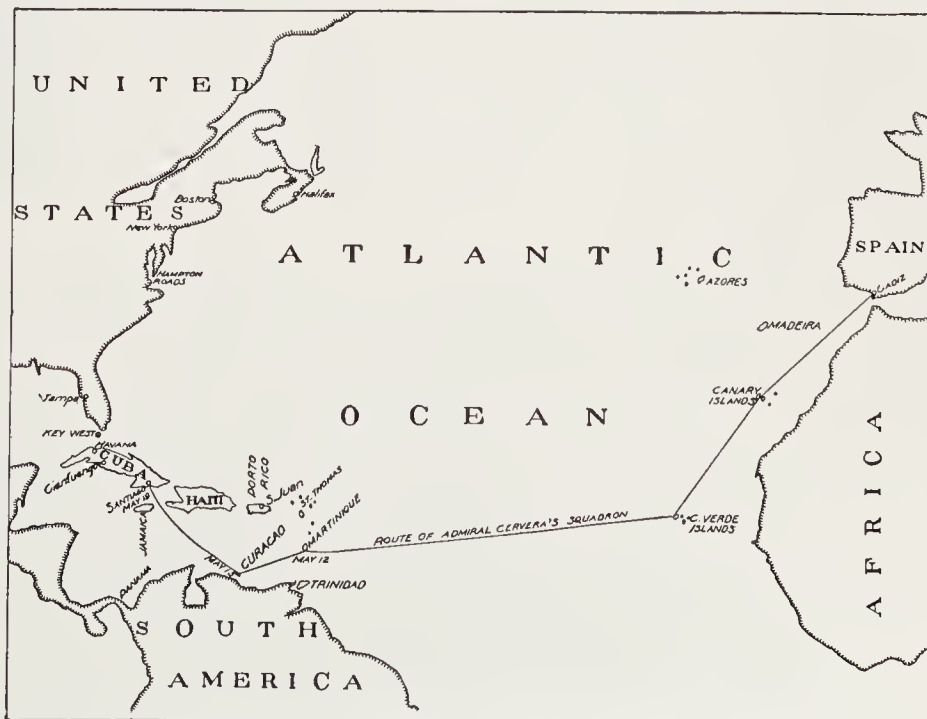 UNITED
STATES
Boston
New York
Halifax
HAMPTON
ROADS
ATLANTIC
OCEAN
AZORES
SPAIN
CADIZ
MADEIRA
CANARY
ISLANDS
AFRICA
C. VERDE
ISLANDS
ROUTE OF ADMIRAL CERVERA'S SQUADRON
Tampa
KEY WEST
HAVANA
CUBA
Cienfuegos
SANTIAGO
MAY 19
JAMAICA
HAITI
PORTO
RICO
S. Juan
ST. THOMAS
MARTINIQUE
MAY 12
CURACAO
TRINIDAD
PANAMA
SOUTH
AMERICA